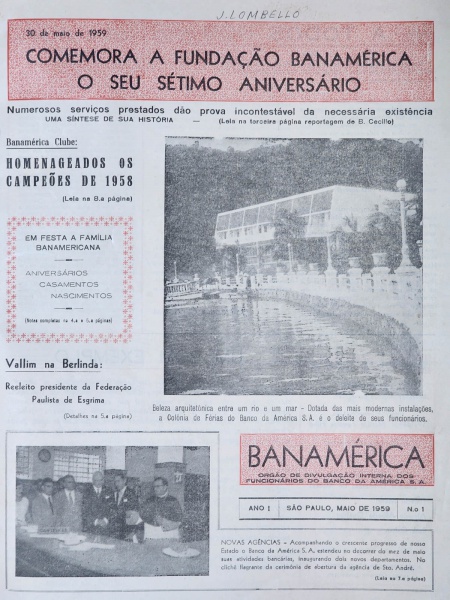 J. LOMBELLO
30 de maio de 1959
COMEMORA A FUNDAÇÃO BANAMÉRICA
O SEU SÉTIMO ANIVERSÁRIO
Numerosos serviços prestados dão prova incontestável da necessária existência
UMA SÍNTESE DE SUA HISTÓRIA — (Leia na terceira página reportagem de B. Cecílio)
Banamérica Clube:
HOMENAGEADOS OS
CAMPEÕES DE 1958
(Leia na 8.a página)
EM FESTA A FAMÍLIA
BANAMERICANA
ANIVERSÁRIOS
CASAMENTOS
NASCIMENTOS
(Notas completas na 4.a e 5.a páginas)
Vallim na Berlinda:
Reeleito presidente da Federação
Paulista de Esgrima
(Detalhes na 5.a página)
Beleza arquitetônica entre um rio e um mar – Dotada das mais modernas instalações,
a Colônia de Férias do Banco da América S.A. é o deleite de seus funcionários.
BANAMÉRICA
ORGÃO DE DIVULGAÇÃO INTERNA DOS
FUNCIONÁRIOS DO BANCO DA AMÉRICA S. A.
ANO 1 SÃO PAULO, MAIO DE 1959 N.o 1
NOVAS AGÊNCIAS – Acompanhando o crescente progresso de nosso
Estado o Banco da América S. A. estendeu no decorrer do mez de maio
suas atividades bancárias, inaugurando dois novos departamentos. No
clichê flagrante da cerimônia de abertura da agência de Sto. André.
(Leia na 7.a página)